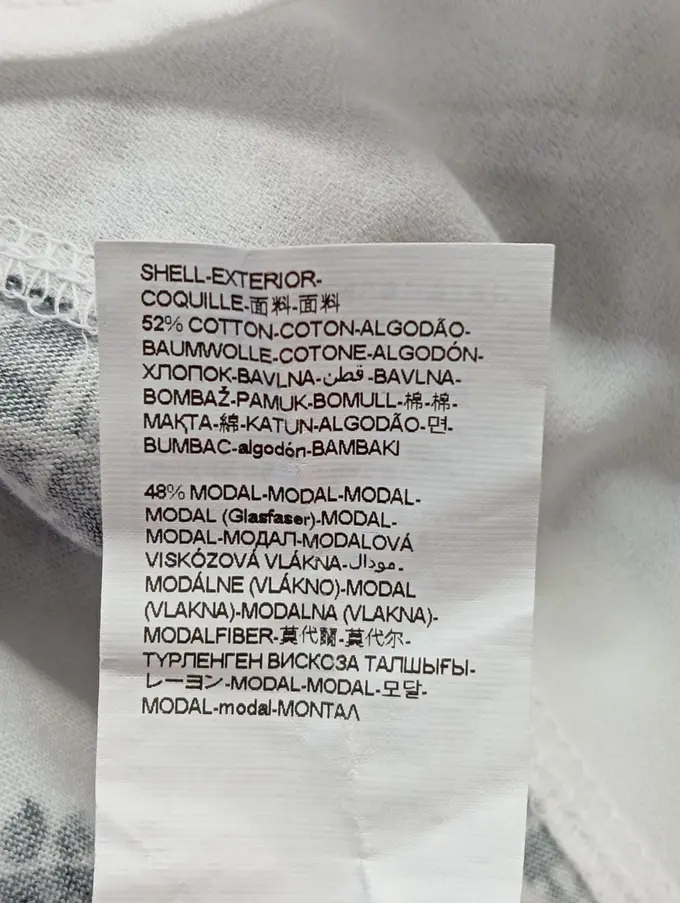 SHELL-EXTERIOR-
COQUILLE-面料-面料
52% COTTON-COTON-ALGODÃO-
BAUMWOLLE-COTONE-ALGODÓN-
ХЛОПОК-BAVLNA-قطن-BAVLNA-
BOMBAŽ-PAMUK-BOMULL-棉-棉-
МАҚТА-綿-KATUN-ALGODÃO-면-
BUMBAC-algodón-BAMBAKI
48% MODAL-MODAL-MODAL-
MODAL (Glasfaser)-MODAL-
MODAL-МОДАЛ-MODALOVÁ
VISKÓZOVÁ VLÁKNA-مودال-
MODÁLNE (VLÁKNO)-MODAL
(VLAKNA)-MODALNA (VLAKNA)-
MODALFIBER-莫代爾-莫代尔-
ТҮРЛЕНГЕН ВИСКОЗА ТАЛШЫҒЫ-
レーヨン-MODAL-MODAL-모달-
MODAL-modal-ΜΟΝΤΑΛ